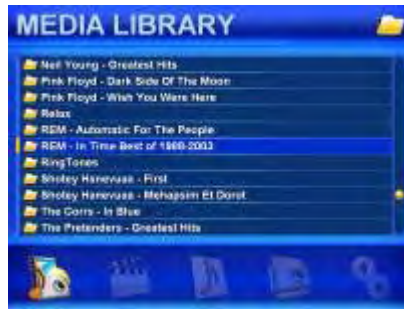 MEDIA LIBRARY
Neil Young - Greatest Hits
Pink Floyd - Dark Side Of The Moon
Pink Floyd - Wish You Were Here
Relax
REM - Automatic For The People
REM - In Time Best of 1988-2003
RingTones
Shotey Hanevuaa - First
Shotey Hanevuaa - Mehapsim Et Dorot
The Corrs - In Blue
The Pretenders - Greatest Hits